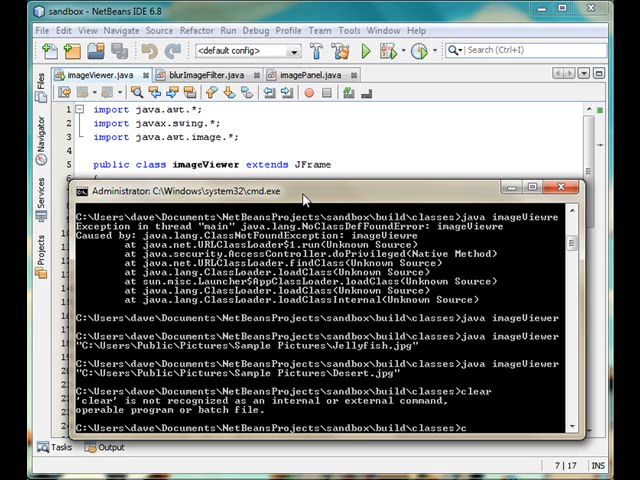 sandbox - NetBeans IDE 6.8
File Edit View Navigate Source Refactor Run Debug Profile Team Tools Window Help
<default config>
Search (Ctrl+I)
imageViewer.java
blurImageFilter.java
imagePanel.java
Files
Navigator
Services
Projects
1 import java.awt.*;
2 import javax.swing.*;
3 import java.awt.image.*;
4
5 public class imageViewer extends JFrame
Administrator: C:\Windows\system32\cmd.exe
C:\Users\dave\Documents\NetBeansProjects\sandbox\build\classes>java imageViewre
Exception in thread "main" java.lang.NoClassDefFoundError: imageViewre
Caused by: java.lang.ClassNotFoundException: imageViewre
at java.net.URLClassLoader$1.run(Unknown Source)
at java.security.AccessController.doPrivileged(Native Method)
at java.net.URLClassLoader.findClass(Unknown Source)
at java.lang.ClassLoader.loadClass(Unknown Source)
at sun.misc.Launcher$AppClassLoader.loadClass(Unknown Source)
at java.lang.ClassLoader.loadClass(Unknown Source)
at java.lang.ClassLoader.loadClassInternal(Unknown Source)
C:\Users\dave\Documents\NetBeansProjects\sandbox\build\classes>java imageViewer
C:\Users\dave\Documents\NetBeansProjects\sandbox\build\classes>java imageViewer
"C:\Users\Public\Pictures\Sample Pictures\Jellyfish.jpg"
C:\Users\dave\Documents\NetBeansProjects\sandbox\build\classes>java imageViewer
"C:\Users\Public\Pictures\Sample Pictures\Desert.jpg"
C:\Users\dave\Documents\NetBeansProjects\sandbox\build\classes>clear
'clear' is not recognized as an internal or external command,
operable program or batch file.
C:\Users\dave\Documents\NetBeansProjects\sandbox\build\classes>c
Tasks
Output
7 | 17
INS